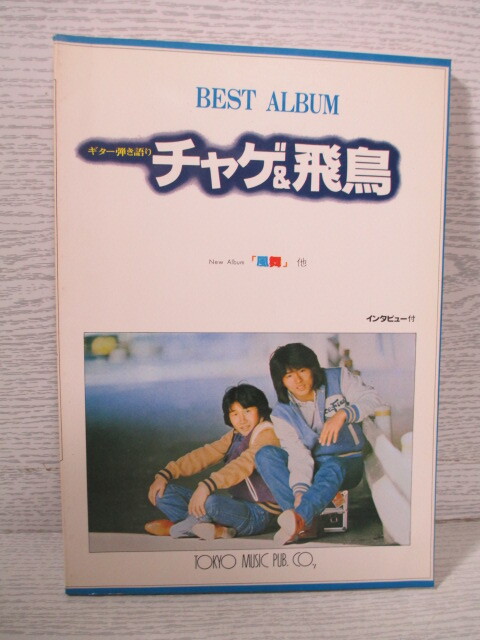 BEST ALBUM
ギター弾き語り
チャゲ&飛鳥
New Album 「風舞」 他
インタビュー付
TOKYO MUSIC PUB. CO,